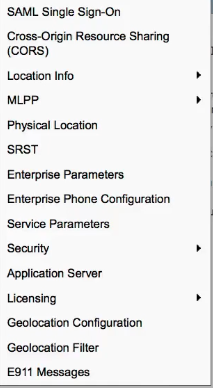 SAML Single Sign-On
Cross-Origin Resource Sharing
(CORS)
Location Info
MLPP
Physical Location
SRST
Enterprise Parameters
Enterprise Phone Configuration
Service Parameters
Security
Application Server
Licensing
Geolocation Configuration
Geolocation Filter
E911 Messages